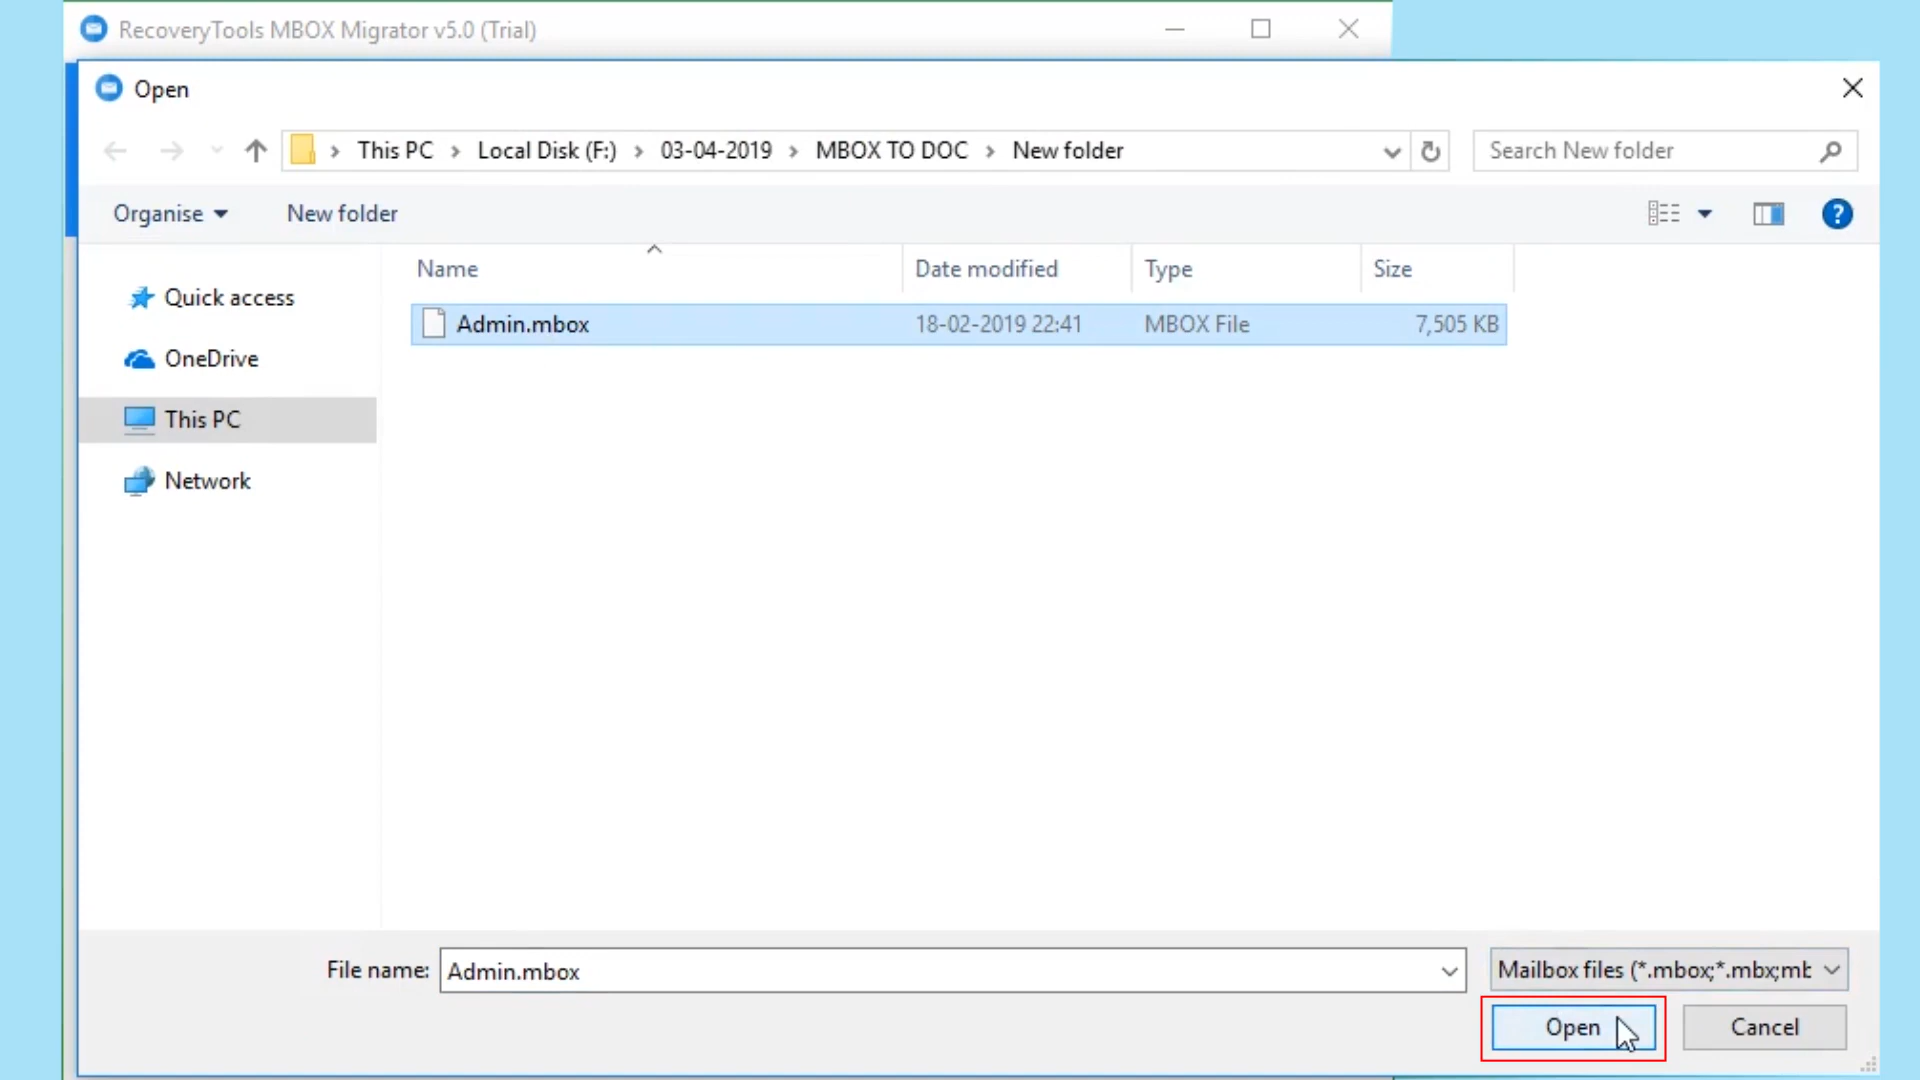 RecoveryTools MBOX Migrator v5.0 (Trial)
Open
This PC > Local Disk (F:) > 03-04-2019 > MBOX TO DOC > New folder
Search New folder
Organise
New folder
?
Name
Date modified
Type
Size
Quick access
Admin.mbox
18-02-2019 22:41
MBOX File
7,505 KB
OneDrive
This PC
Network
File name:
Admin.mbox
Mailbox files (*.mbox;*.mbx;mb
Open
Cancel